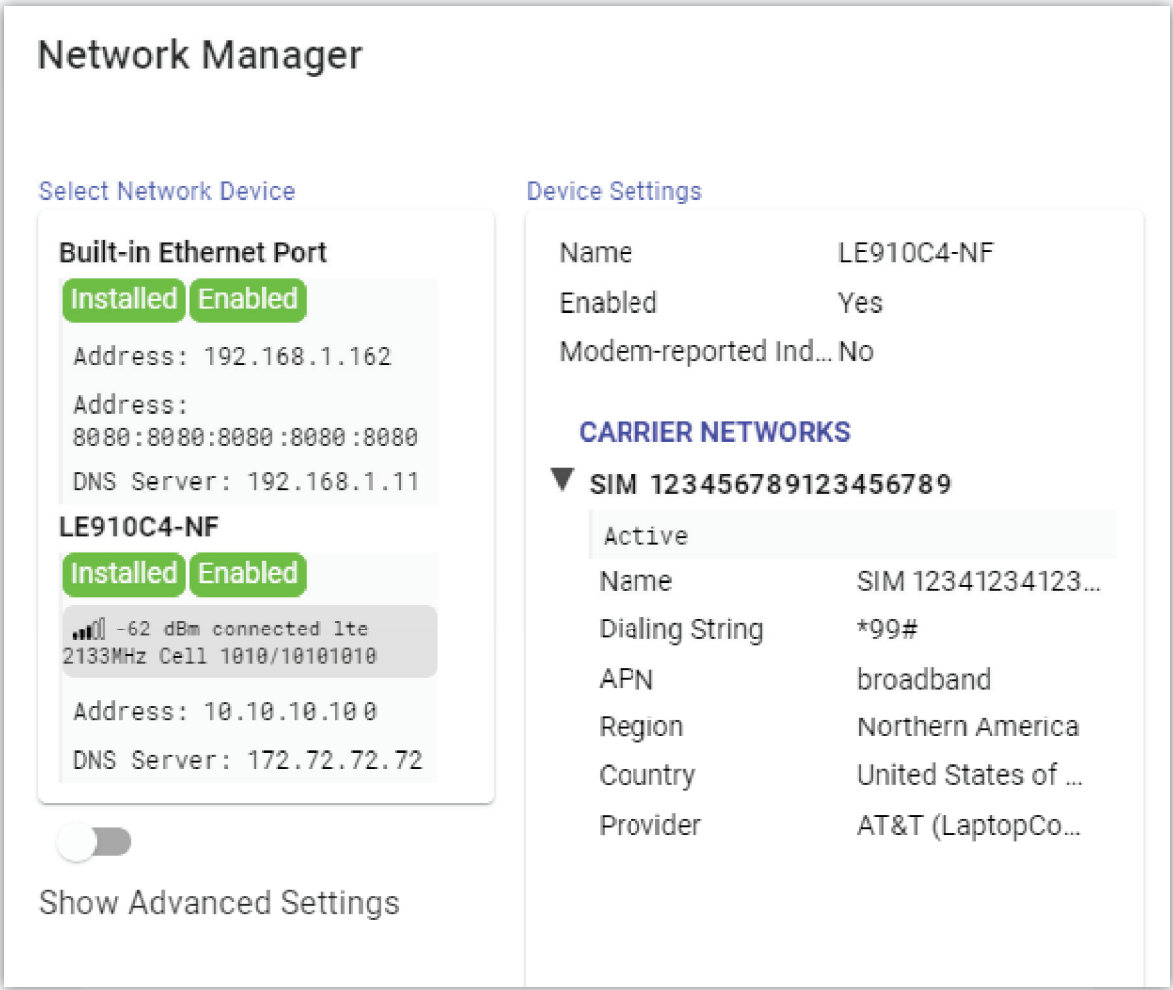 Network Manager
Select Network Device
Built-in Ethernet Port
Installed Enabled
Address: 192.168.1.162
Address:
8080:8080:8080:8080:8080
DNS Server: 192.168.1.11
LE910C4-NF
Installed Enabled
-62 dBm connected lte
2133MHz Cell 1010/10101010
Address: 10.10.10.100
DNS Server: 172.72.72.72
Show Advanced Settings
Device Settings
Name LE910C4-NF
Enabled Yes
Modem-reported Ind... No
CARRIER NETWORKS
SIM 123456789123456789
Active
Name SIM 12341234123...
Dialing String *99#
APN broadband
Region Northern America
Country United States of ...
Provider AT&T (LaptopCo...